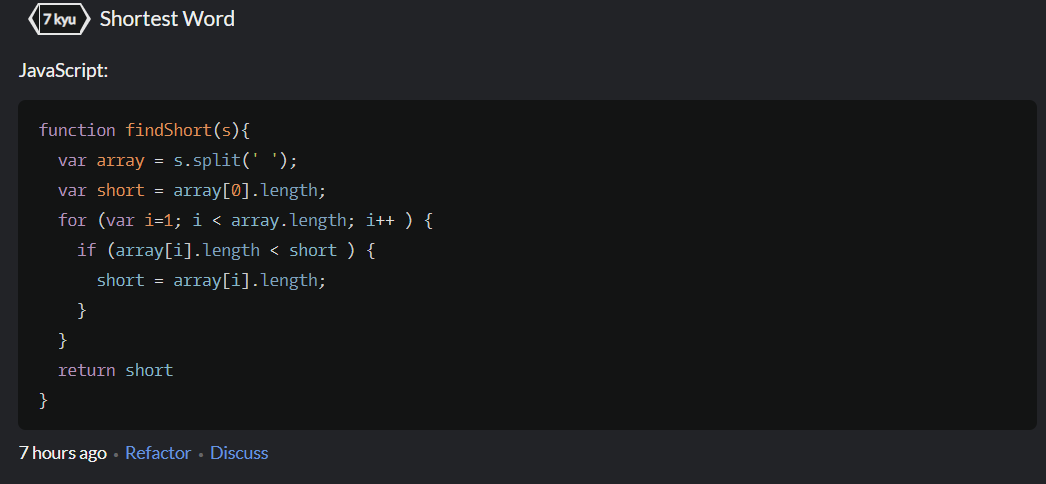 7 kyu Shortest Word
JavaScript:
function findShort(s){
  var array = s.split(' ');
  var short = array[0].length;
  for (var i=1; i < array.length; i++ ) {
    if (array[i].length < short ) {
      short = array[i].length;
    }
  }
  return short
}
7 hours ago • Refactor • Discuss